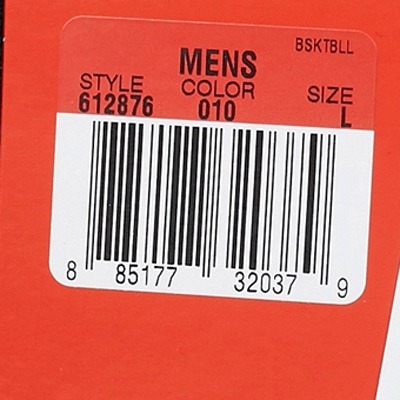 BSKTBLL
MENS
STYLE COLOR SIZE
612876 010 L
8 85177 32037 9